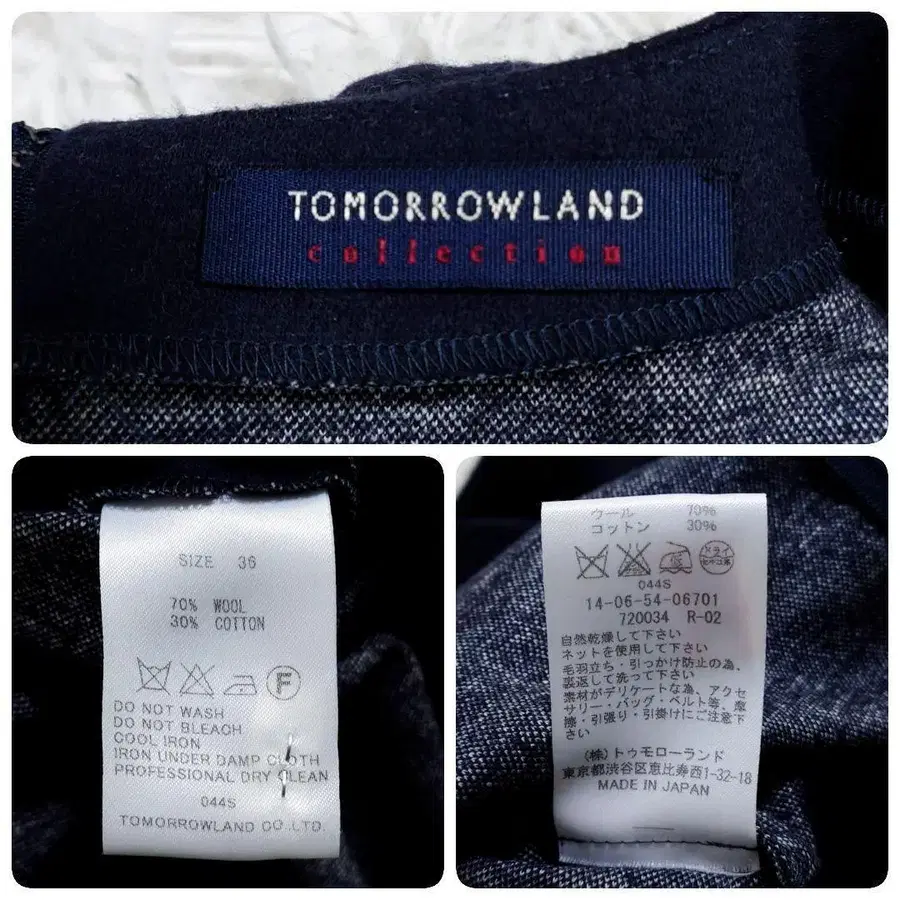 TOMORROWLAND
collection
SIZE 36
70% WOOL
30% COTTON
F
DO NOT WASH
DO NOT BLEACH
COOL IRON
IRON UNDER DAMP CLOTH
PROFESSIONAL DRY CLEAN
044S
TOMORROWLAND CO.,LTD.
ウール 70%
コットン 30%
低 ドライ
044S
14-06-54-06701
720034 R-02
自然乾燥して下さい
ネットを使用して下さい
毛羽立ち・引っかけ防止の為、
裏返して洗って下さい
素材がデリケートな為、アクセ
サリー・バッグ・ベルト等、摩
擦・引張り・引掛けにご注意下
さい
(株)トゥモローランド
東京都渋谷区恵比寿西1-32-18
MADE IN JAPAN